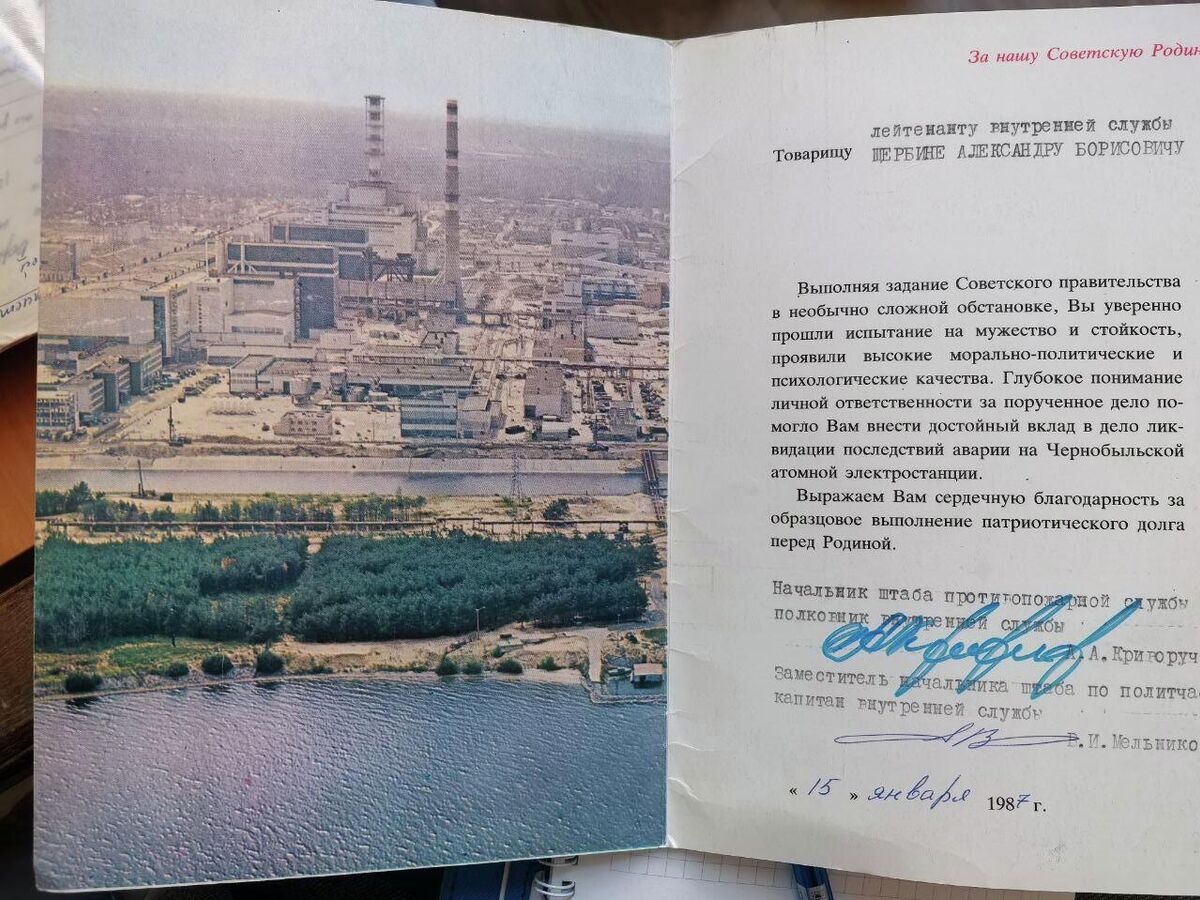 За нашу Советскую
лейтенанту внутренней службы
Товарищу ЩЕРБИНЕ АЛЕКСАНДРУ БОРИСОВИЧУ
Выполняя задание Советского правительства
в необычно сложной обстановке, Вы уверенно
прошли испытание на мужество и стойкость,
проявили высокие морально-политические и
психологические качества. Глубокое понимание
личной ответственности за порученное дело по-
могло Вам внести достойный вклад в дело лик-
видации последствий аварии на Чернобыльской
атомной электростанции.
Выражаем Вам сердечную благодарность за
образцовое выполнение патриотического долга
перед Родиной.
Начальник штаба противопожарной службы
полковник внутренней службы
А. Криворуч
Заместитель начальника штаба по политча
капитан внутренней службы
В.И. Мельнико
« 15 » января 1987 г.